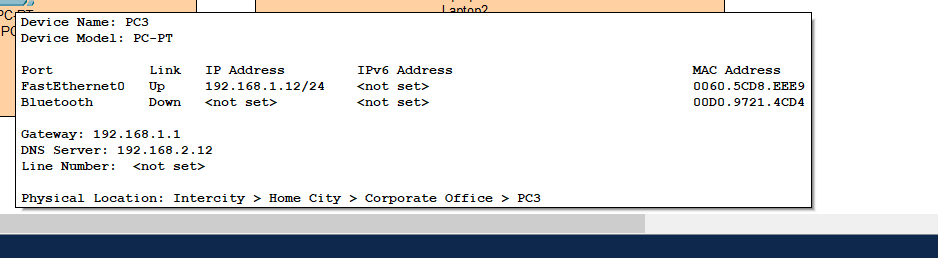 Laptop2
Device Name: PC3
Device Model: PC-PT
Port Link IP Address IPv6 Address MAC Address
FastEthernet0 Up 192.168.1.12/24 <not set> 0060.5CD8.EEE9
Bluetooth Down <not set> <not set> 00D0.9721.4CD4
Gateway: 192.168.1.1
DNS Server: 192.168.2.12
Line Number: <not set>
Physical Location: Intercity > Home City > Corporate Office > PC3